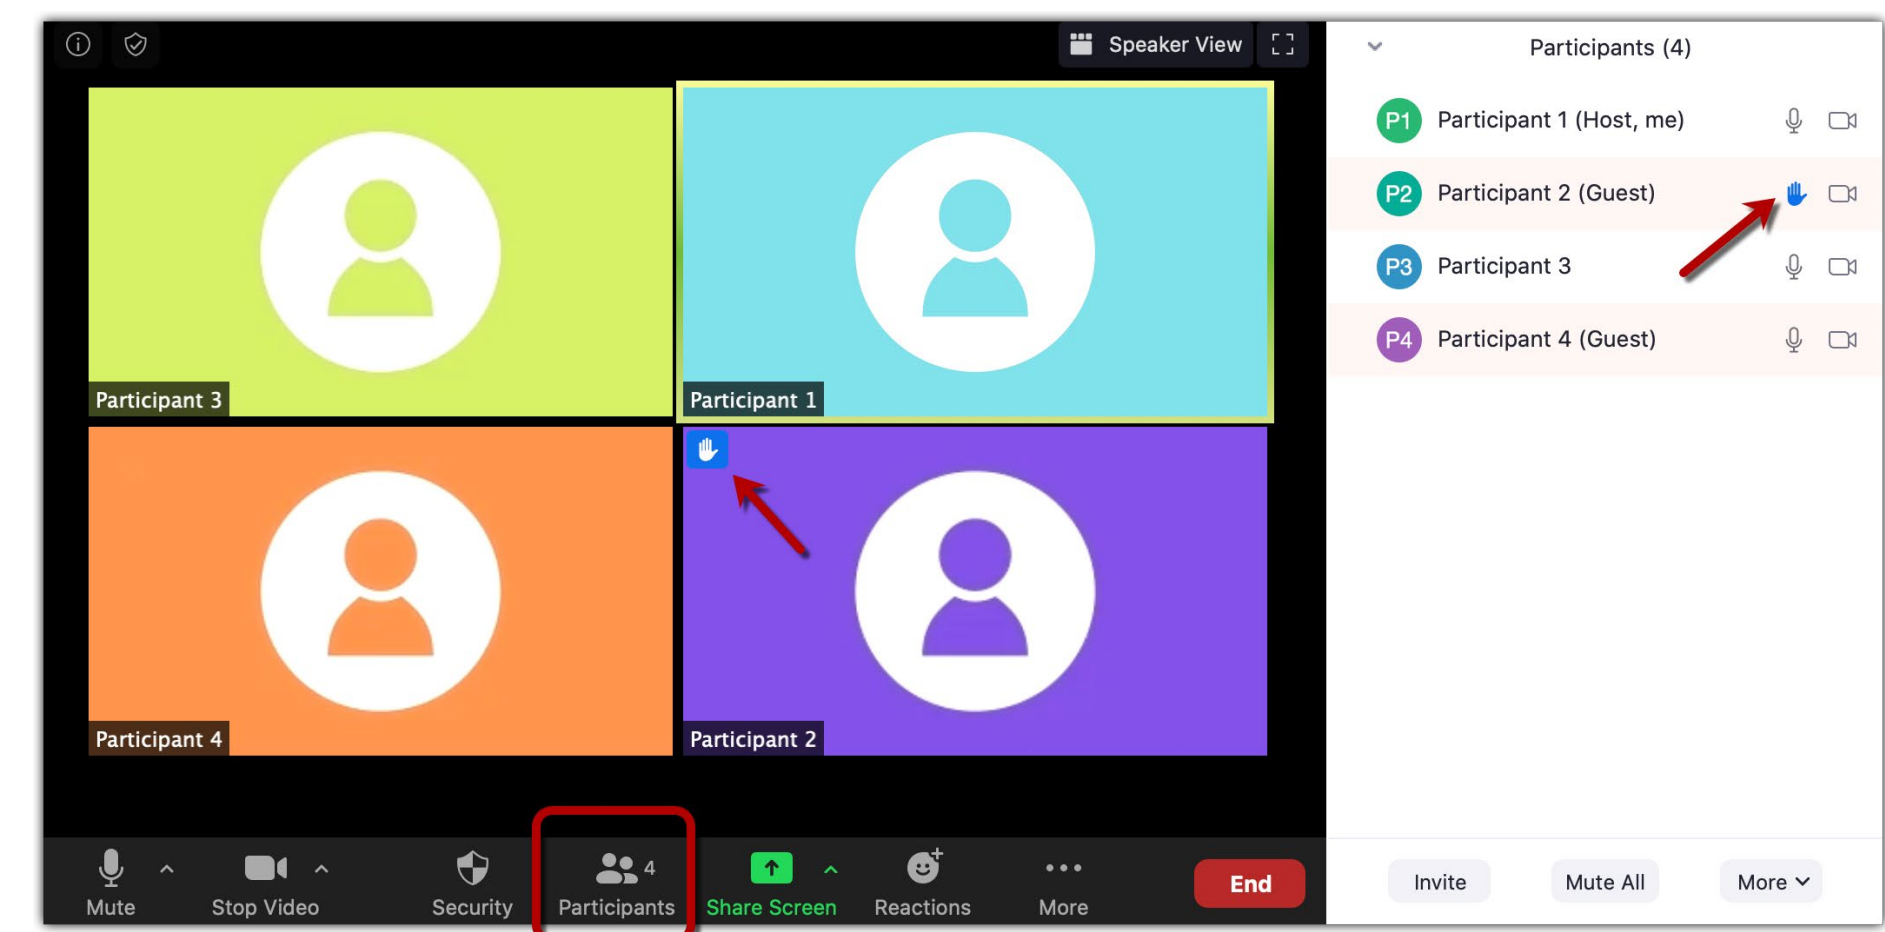 Speaker View
Participant 3
Participant 1
Participant 4
Participant 2
Mute
Stop Video
Security
4
Participants
Share Screen
Reactions
More
End
Participants (4)
P1 Participant 1 (Host, me)
P2 Participant 2 (Guest)
P3 Participant 3
P4 Participant 4 (Guest)
Invite
Mute All
More